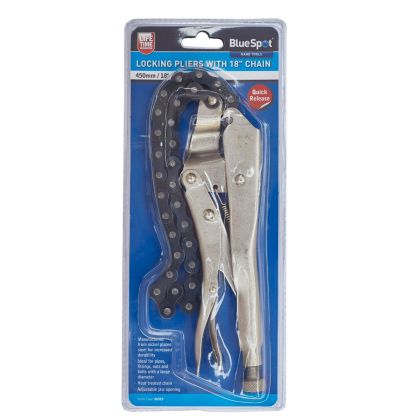 LIFE TIME
BlueSpot
HAND TOOLS
LOCKING PLIERS WITH 18" CHAIN
450mm / 18"
Quick
Release
Manufactured
from nickel plated
steel for increased
durability
Ideal for pipes,
fittings, nuts and
bolts with a large
diameter
Heat treated chain
Adjustable jaw opening